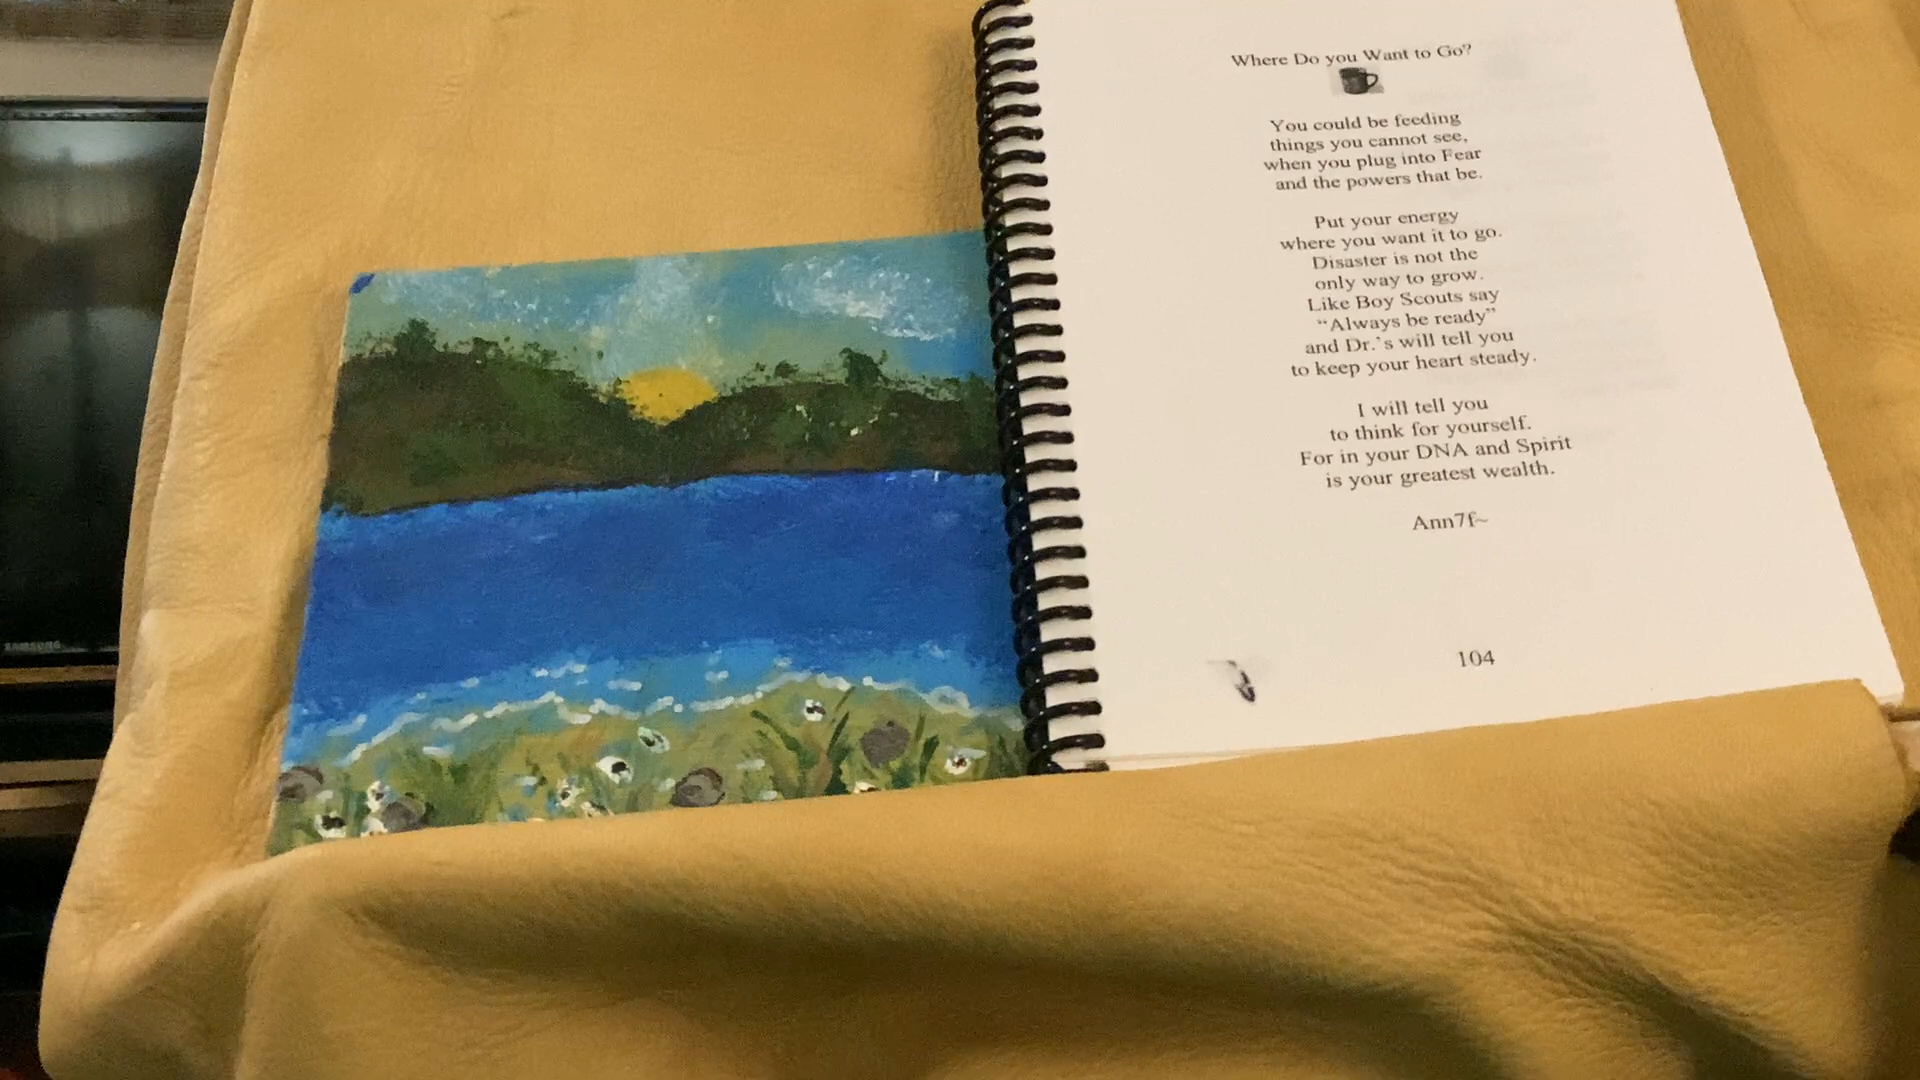 Where Do you Want to Go?
You could be feeding
things you cannot see,
when you plug into Fear
and the powers that be.
Put your energy
where you want it to go.
Disaster is not the
only way to grow.
Like Boy Scouts say
“Always be ready”
and Dr.'s will tell you
to keep your heart steady.
I will tell you
to think for yourself.
For in your DNA and Spirit
is your greatest wealth.
Ann7f~
104
SAMSUNG